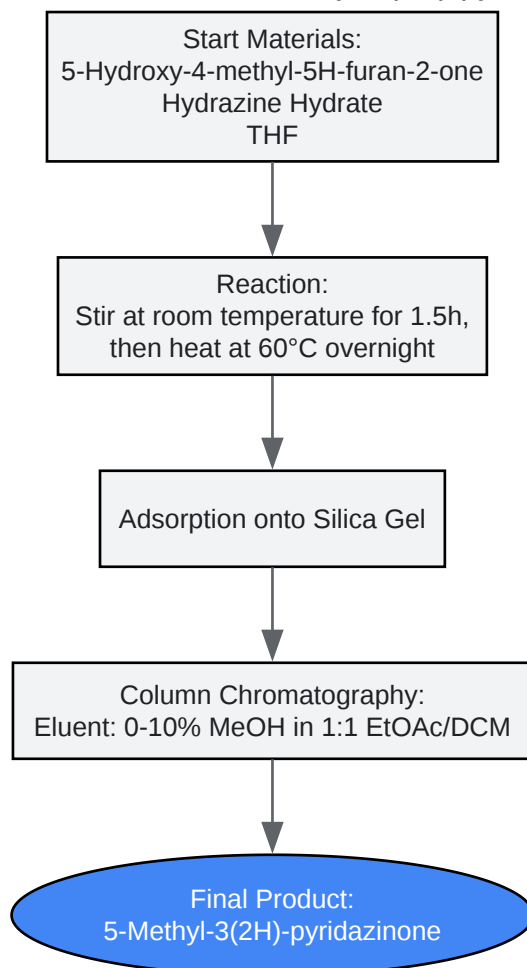 Start Materials:
5-Hydroxy-4-methyl-5H-furan-2-one
Hydrazine Hydrate
THF
Reaction:
Stir at room temperature for 1.5h,
then heat at 60°C overnight
Adsorption onto Silica Gel
Column Chromatography:
Eluent: 0-10% MeOH in 1:1 EtOAc/DCM
Final Product:
5-Methyl-3(2H)-pyridazinone